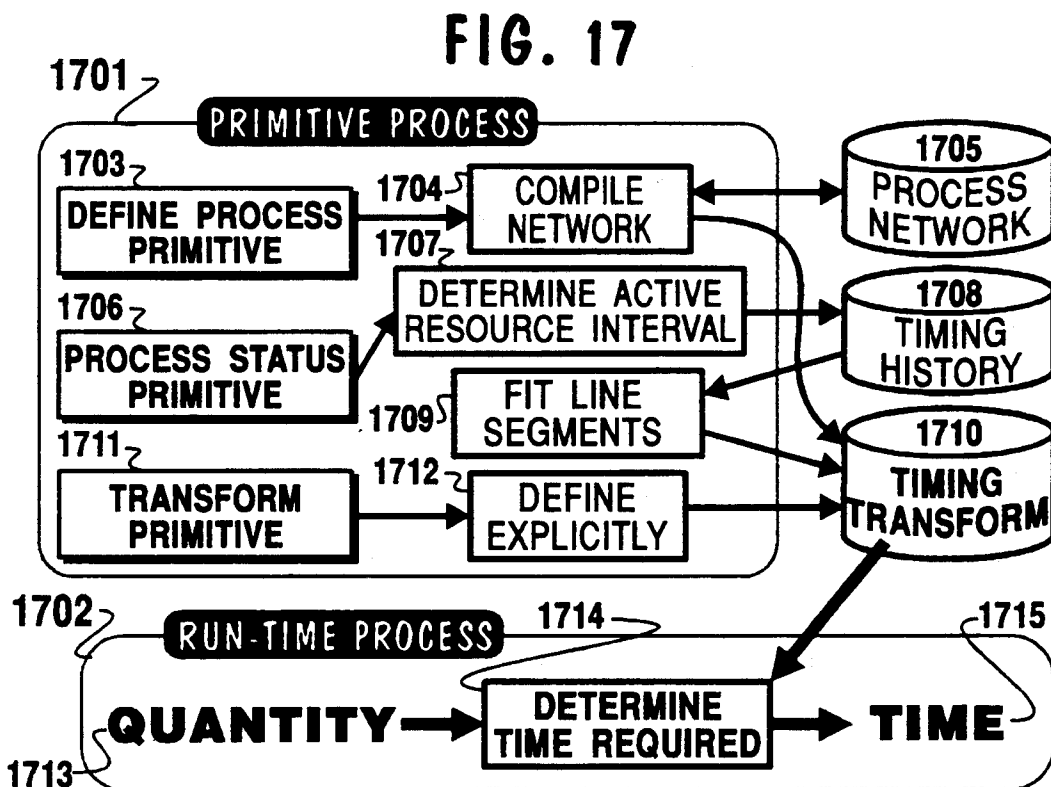 FIG. 17
1701
PRIMITIVE PROCESS
1703
DEFINE PROCESS
PRIMITIVE
1704
COMPILE
NETWORK
1705
PROCESS
NETWORK
1706
PROCESS STATUS
PRIMITIVE
1707
DETERMINE ACTIVE
RESOURCE INTERVAL
1708
TIMING
HISTORY
1709
FIT LINE
SEGMENTS
1710
TIMING
TRANSFORM
1711
TRANSFORM
PRIMITIVE
1712
DEFINE
EXPLICITLY
1702
RUN-TIME PROCESS
1714
1715
QUANTITY
DETERMINE
TIME REQUIRED
TIME
1713